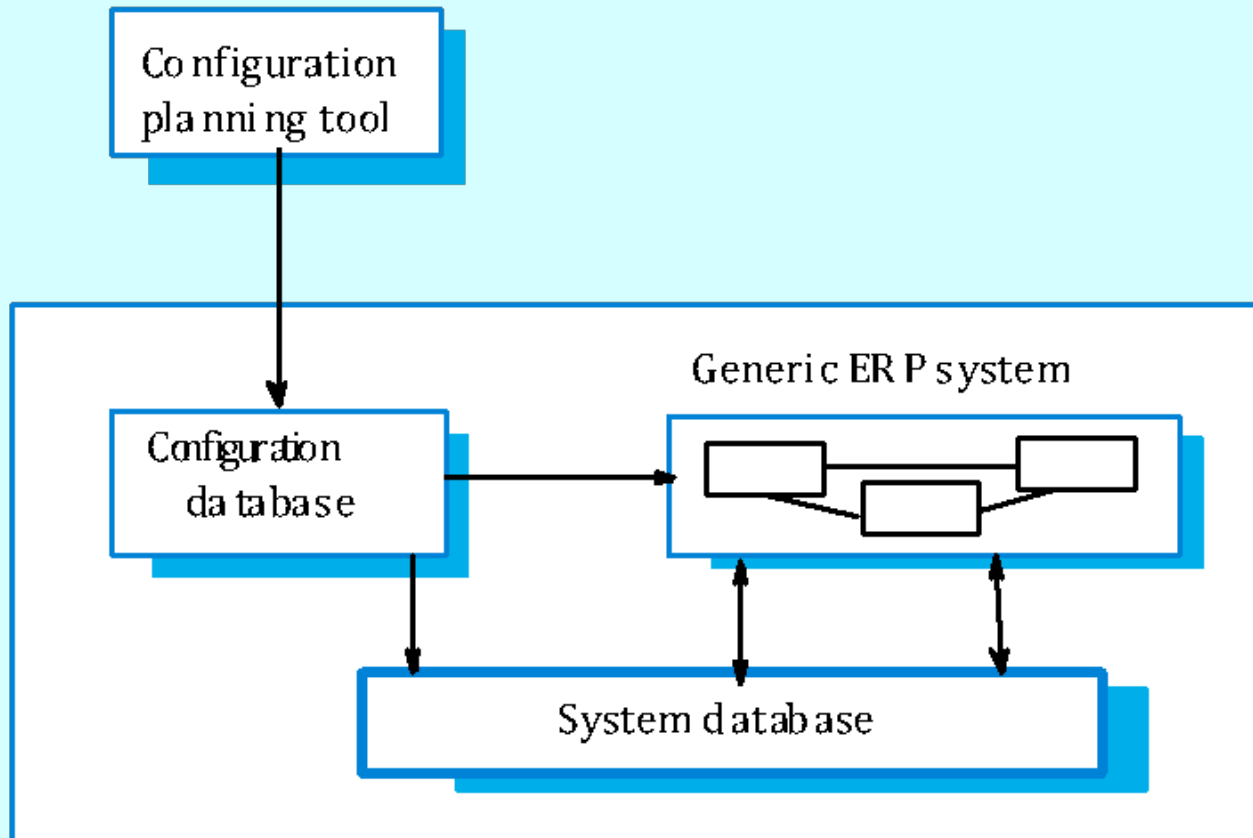 Configuration
planning tool
Generic ERP system
Configuration
database
System database